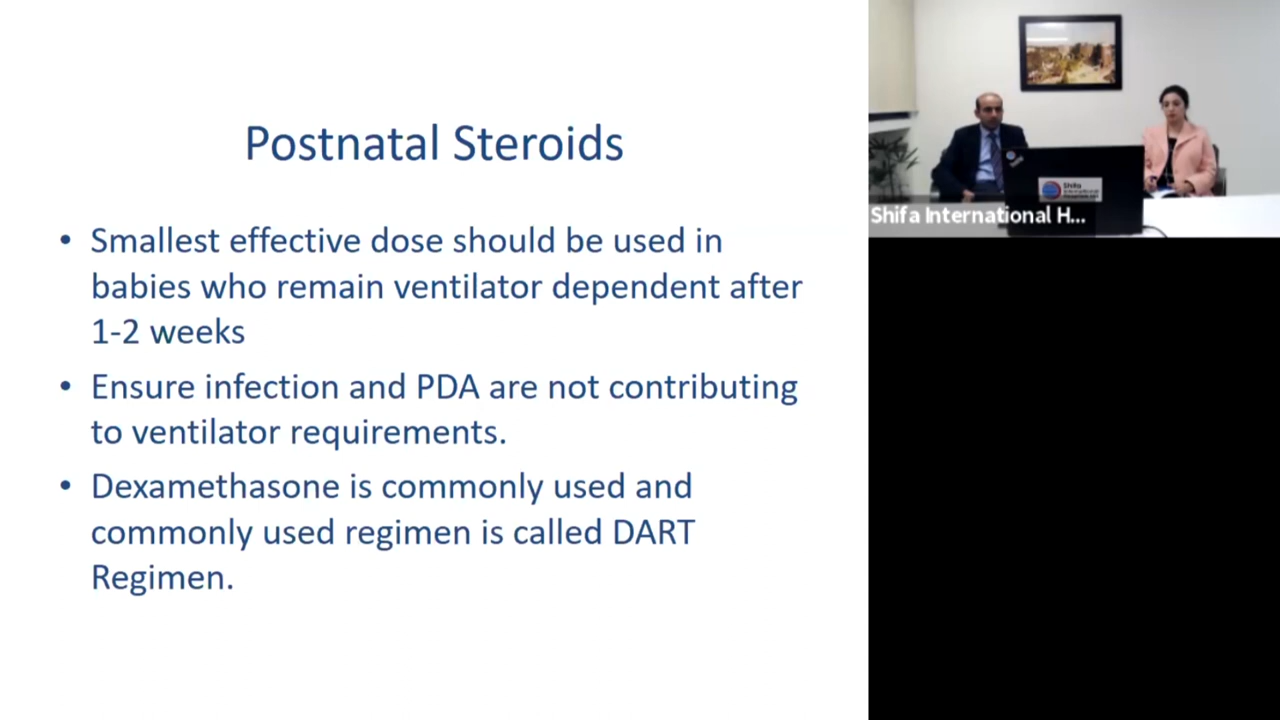 Postnatal Steroids
• Smallest effective dose should be used in
babies who remain ventilator dependent after
1-2 weeks
• Ensure infection and PDA are not contributing
to ventilator requirements.
• Dexamethasone is commonly used and
commonly used regimen is called DART
Regimen.
Shifa
Shifa International H...